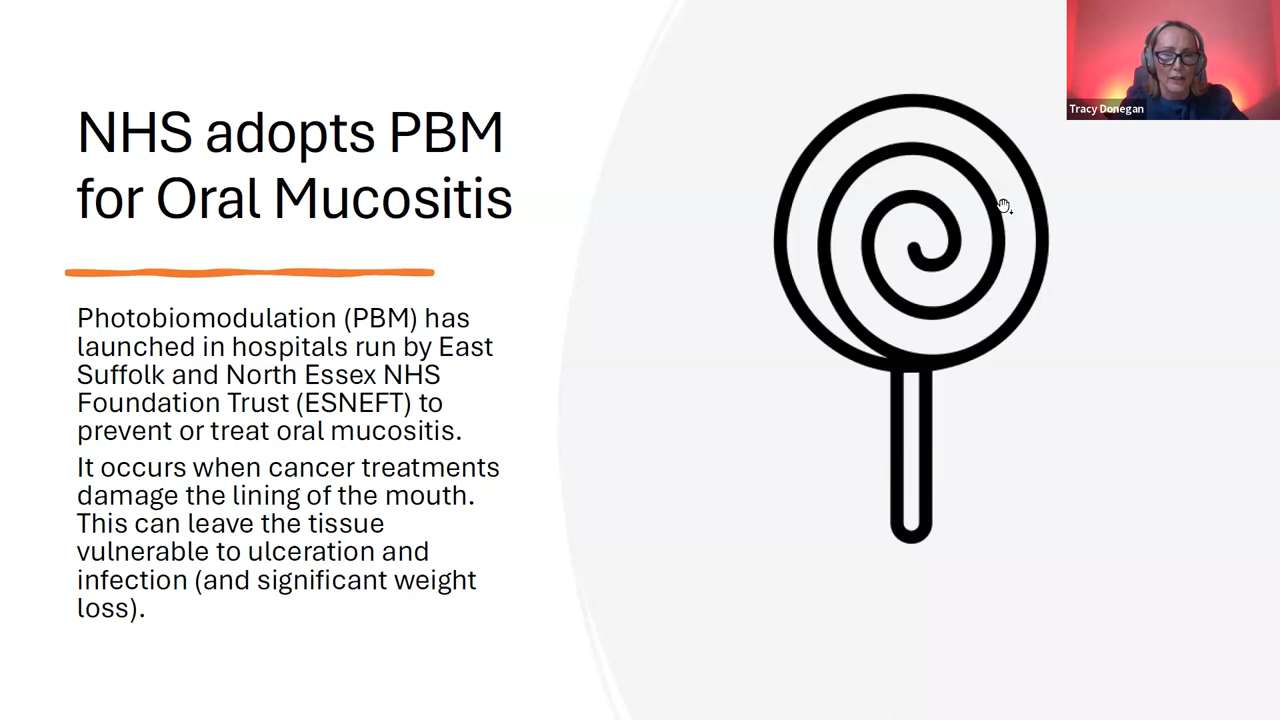 NHS adopts PBM
for Oral Mucositis
Photobiomodulation (PBM) has
launched in hospitals run by East
Suffolk and North Essex NHS
Foundation Trust (ESNEFT) to
prevent or treat oral mucositis.
It occurs when cancer treatments
damage the lining of the mouth.
This can leave the tissue
vulnerable to ulceration and
infection (and significant weight
loss).
Tracy Donegan